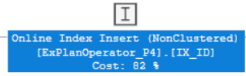 Online Index Insert (NonClustered)
[ExPlanOperator_P4].[IX_ID]
Cost: 82 %